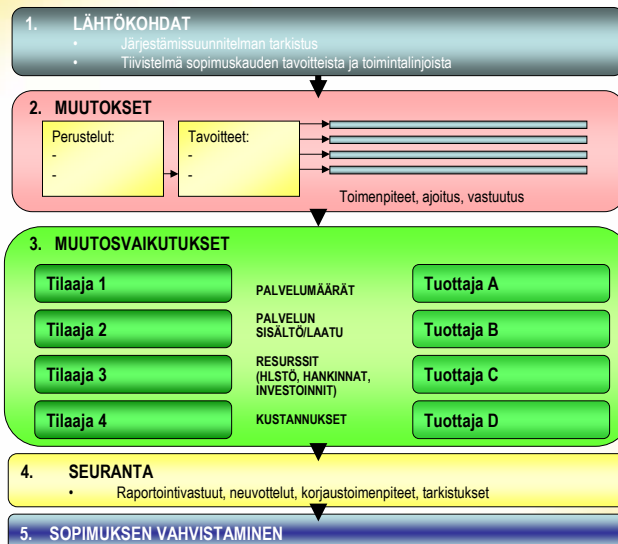 1. LÄHTÖKOHDAT
• Järjestämissuunnitelman tarkistus
• Tiivistelmä sopimuskauden tavoitteista ja toimintalinjoista
2. MUUTOKSET
Perustelut:
-
-
Tavoitteet:
-
-
Toimenpiteet, ajoitus, vastuutus
3. MUUTOSVAIKUTUKSET
Tilaaja 1
Tilaaja 2
Tilaaja 3
Tilaaja 4
PALVELUMÄÄRÄT
PALVELUN
SISÄLTÖ/LAATU
RESURSSIT
(HLSTÖ, HANKINNAT,
INVESTOINNIT)
KUSTANNUKSET
Tuottaja A
Tuottaja B
Tuottaja C
Tuottaja D
4. SEURANTA
• Raportointivastuut, neuvottelut, korjaustoimenpiteet, tarkistukset
5. SOPIMUKSEN VAHVISTAMINEN